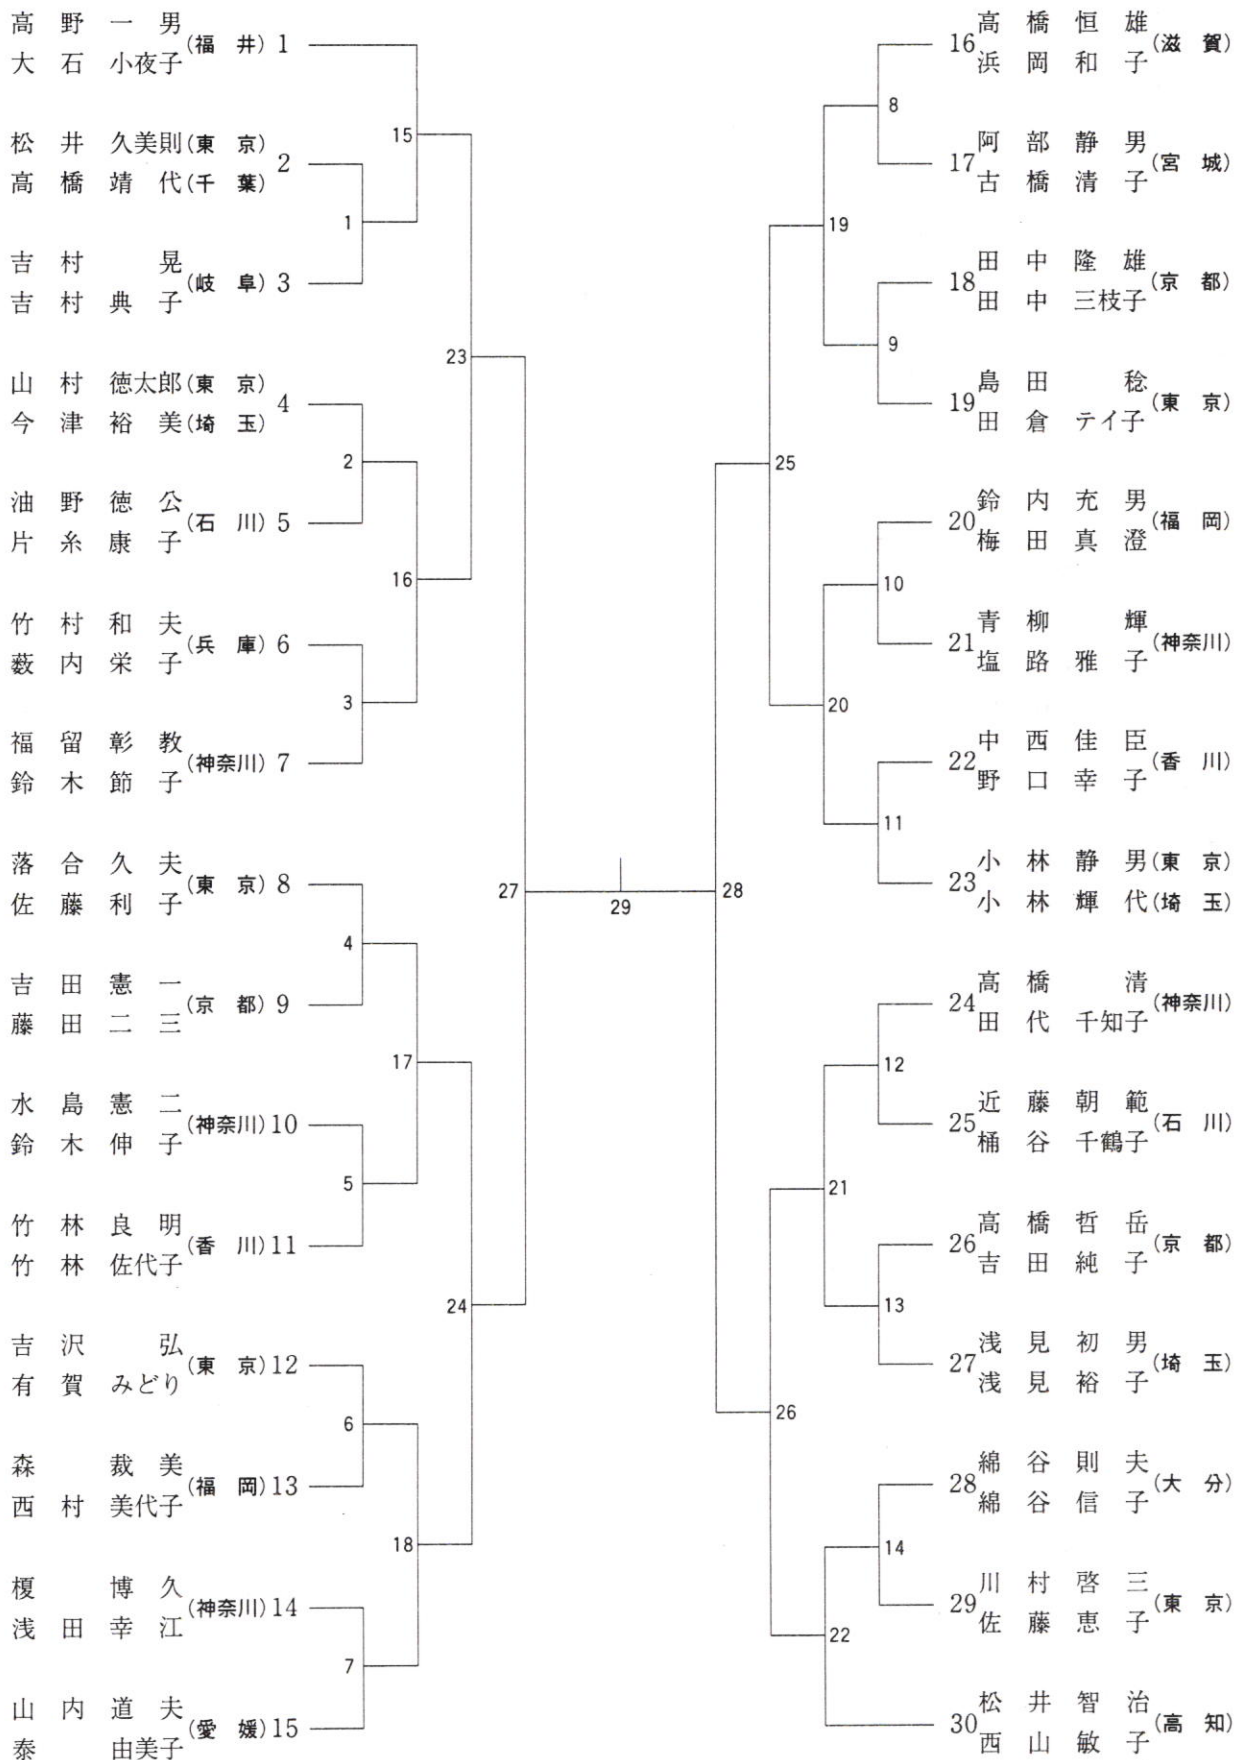 高野一男
(福井) 1
大石小夜子
松井久美則(東京)
2
高橋靖代(千葉)
吉村晃
(岐阜) 3
吉村典子
山村徳太郎(東京)
4
今津裕美(埼玉)
油野徳公
(石川) 5
片糸康子
竹村和夫
(兵庫) 6
薮内栄子
福留彰教
(神奈川) 7
鈴木節子
落合久夫
(東京) 8
佐藤利子
吉田憲一
(京都) 9
藤田二三
水島憲二
(神奈川) 10
鈴木伸子
竹林良明
(香川) 11
竹林佐代子
吉沢弘
(東京) 12
有賀みどり
森裁美
(福岡) 13
西村美代子
榎博久
(神奈川) 14
浅田幸江
山内道夫
(愛媛) 15
泰由美子
1
2
3
4
5
6
7
15
16
17
18
23
24
27
29
28
25
26
19
20
21
22
8
9
10
11
12
13
14
高橋恒雄
16 (滋賀)
浜岡和子
阿部静男
17 (宮城)
古橋清子
田中隆雄
18 (京都)
田中三枝子
島田稔
19 (東京)
田倉テイ子
鈴内充男
20 (福岡)
梅田真澄
青柳輝
21 (神奈川)
塩路雅子
中西佳臣
22 (香川)
野口幸子
小林静男(東京)
23
小林輝代(埼玉)
高橋清
24 (神奈川)
田代千知子
近藤朝範
25 (石川)
桶谷千鶴子
高橋哲岳
26 (京都)
吉田純子
浅見初男
27 (埼玉)
浅見裕子
綿谷則夫
28 (大分)
綿谷信子
川村啓三
29 (東京)
佐藤恵子
松井智治
30 (高知)
西山敏子